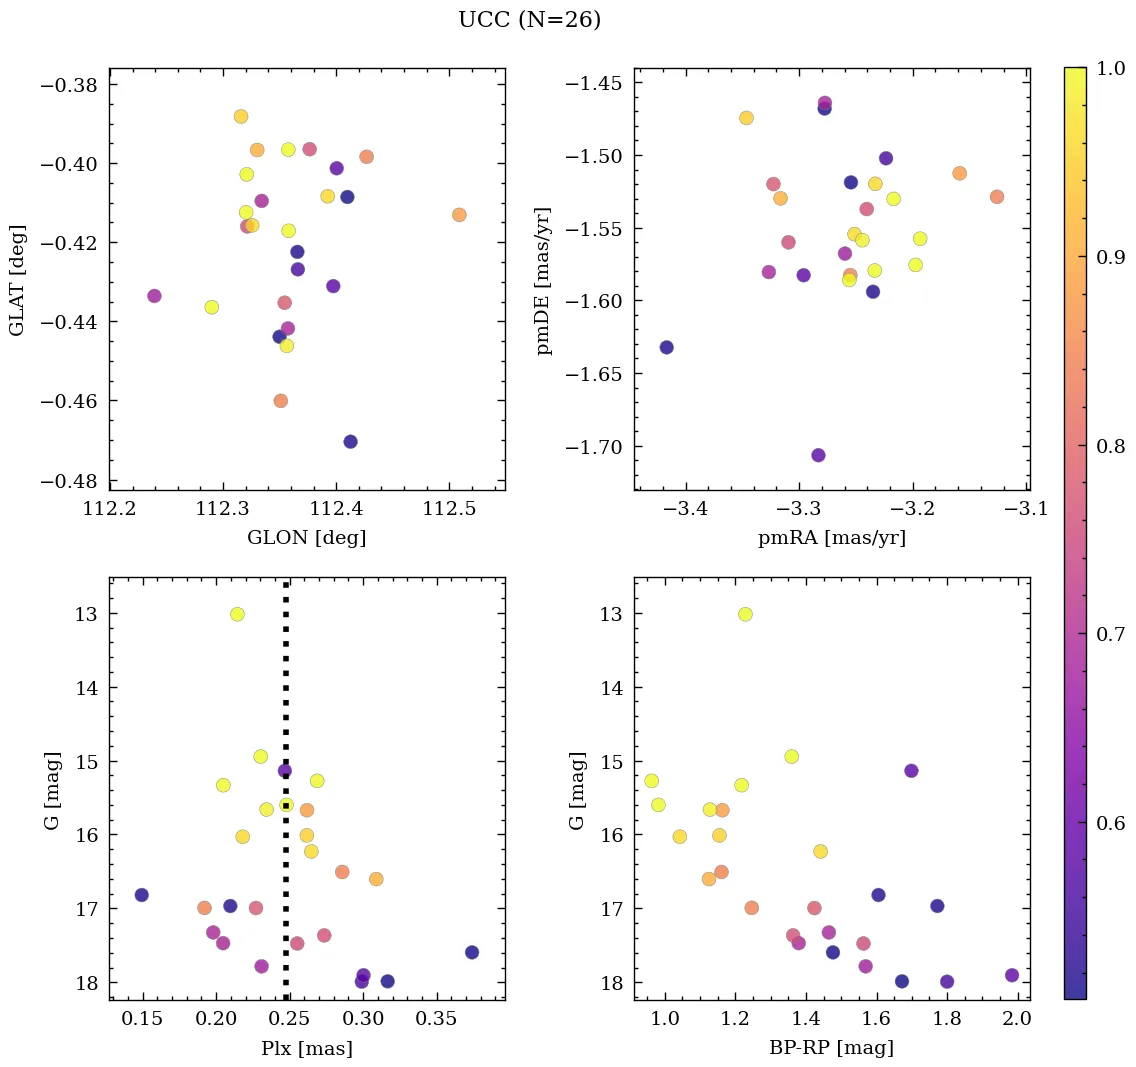 UCC (N=26)
−0.38
−0.40
−0.42
−0.44
−0.46
−0.48
GLAT [deg]
112.2 112.3 112.4 112.5
GLON [deg]
−1.45
−1.50
−1.55
−1.60
−1.65
−1.70
pmDE [mas/yr]
−3.4 −3.3 −3.2 −3.1
pmRA [mas/yr]
13
14
15
16
17
18
G [mag]
0.15 0.20 0.25 0.30 0.35
Plx [mas]
13
14
15
16
17
18
G [mag]
1.0 1.2 1.4 1.6 1.8 2.0
BP-RP [mag]
1.0
0.9
0.8
0.7
0.6